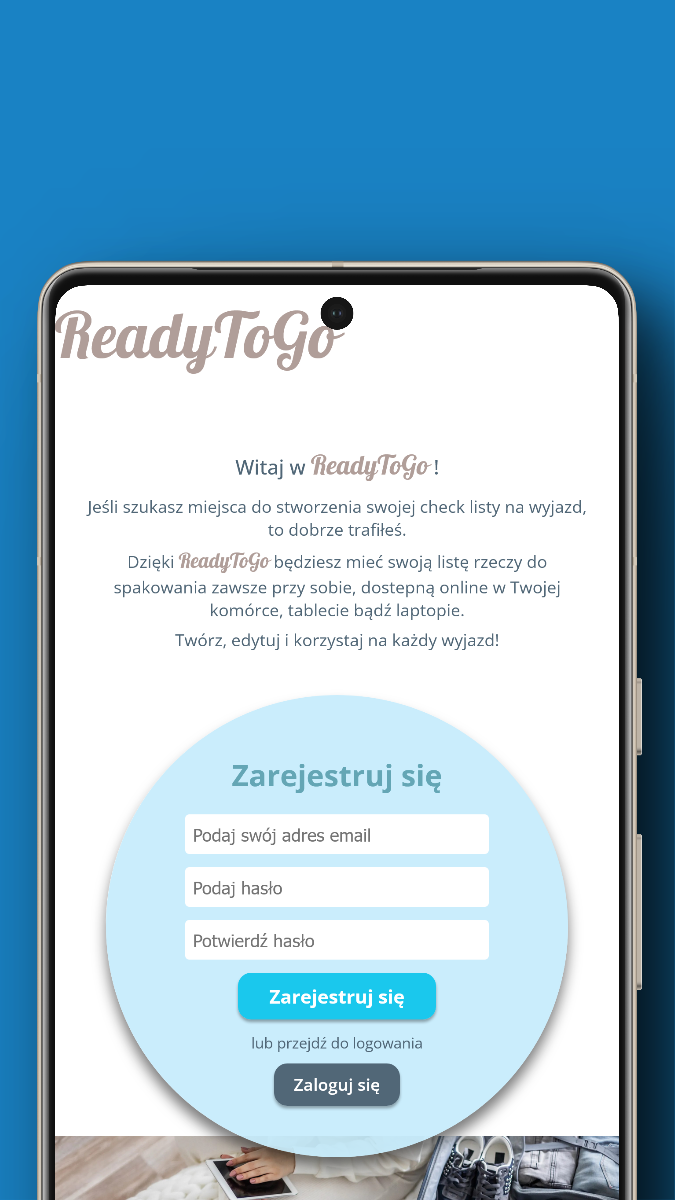 ReadyToGo
Witaj w ReadyToGo !
Jeśli szukasz miejsca do stworzenia swojej check listy na wyjazd,
to dobrze trafiłeś.
Dzięki ReadyToGo będziesz mieć swoją listę rzeczy do
spakowania zawsze przy sobie, dostepną online w Twojej
komórce, tablecie bądź laptopie.
Twórz, edytuj i korzystaj na każdy wyjazd!
Zarejestruj się
Podaj swój adres email
Podaj hasło
Potwierdź hasło
Zarejestruj się
lub przejdź do logowania
Zaloguj się